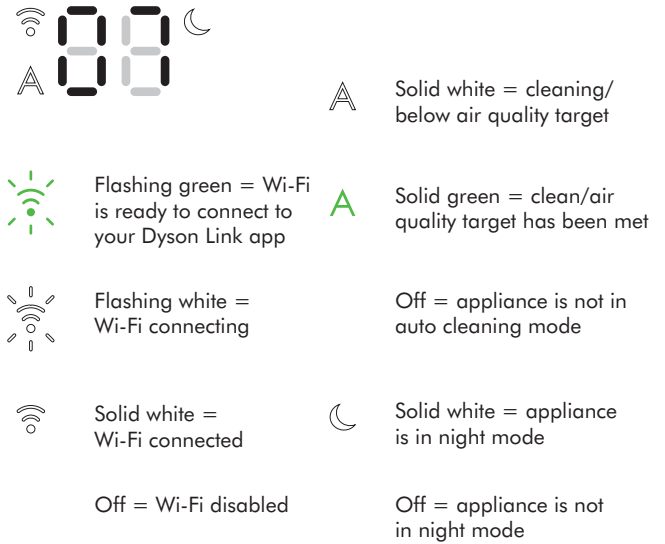 A 07
Flashing green = Wi-Fi
is ready to connect to
your Dyson Link app
Flashing white =
Wi-Fi connecting
Solid white =
Wi-Fi connected
Off = Wi-Fi disabled
A
Solid white = cleaning/
below air quality target
A
Solid green = clean/air
quality target has been met
Off = appliance is not in
auto cleaning mode
Solid white = appliance
is in night mode
Off = appliance is not
in night mode